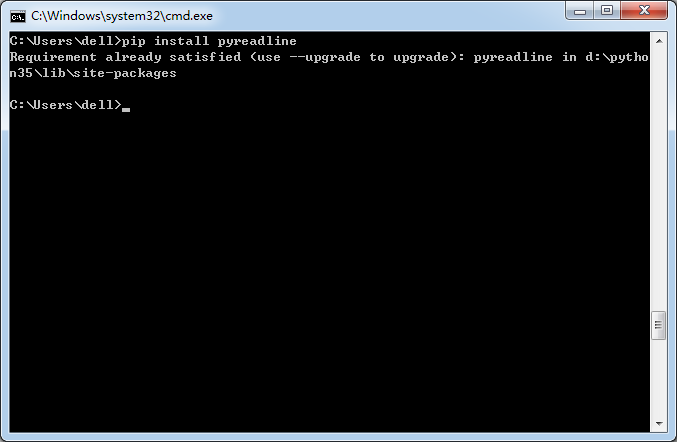 C:\Windows\system32\cmd.exe
C:\Users\dell>pip install pyreadline
Requirement already satisfied (use --upgrade to upgrade): pyreadline in d:\pytho
n35\lib\site-packages
C:\Users\dell>